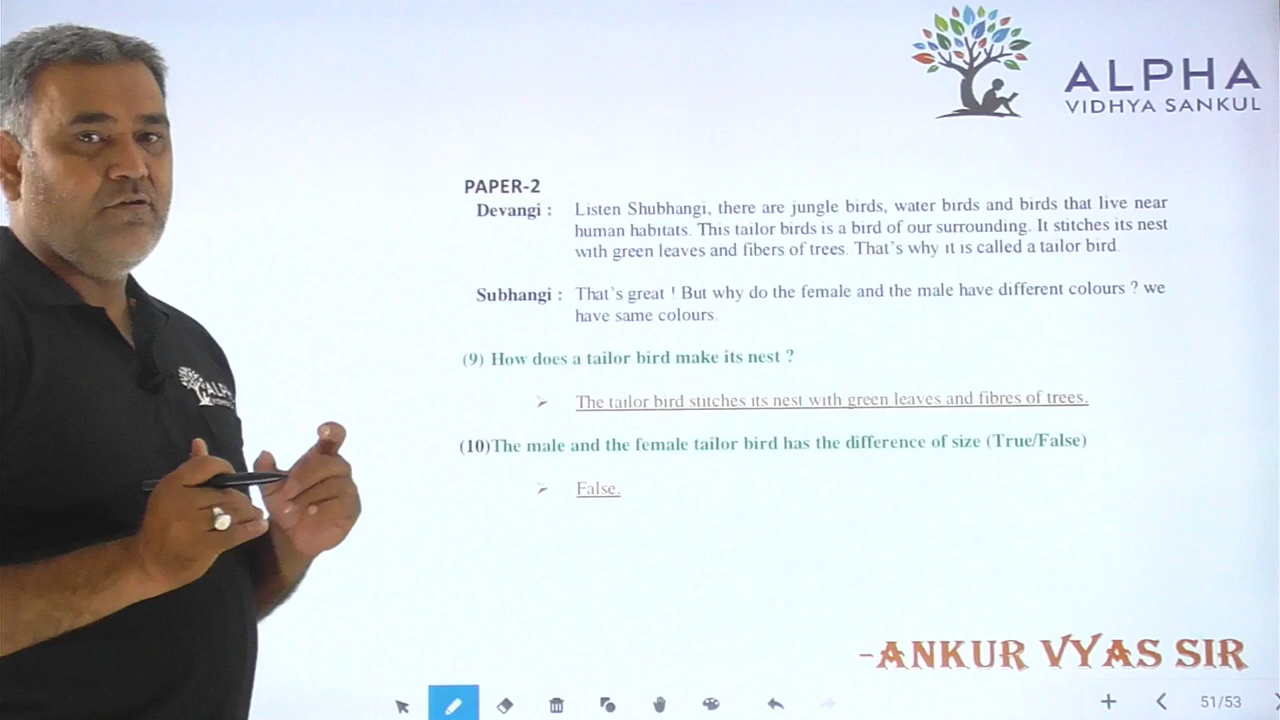 ALPHA
VIDHYA SANKUL
PAPER-2
Devangi : Listen Shubhangi, there are jungle birds, water birds and birds that live near
human habitats. This tailor birds is a bird of our surrounding. It stitches its nest
with green leaves and fibers of trees. That's why it is called a tailor bird
Subhangi : That's great ! But why do the female and the male have different colours ? we
have same colours.
(9) How does a tailor bird make its nest ?
➢ The tailor bird stitches its nest with green leaves and fibres of trees.
(10)The male and the female tailor bird has the difference of size (True/False)
➢ False.
-ANKUR VYAS SIR
51/53